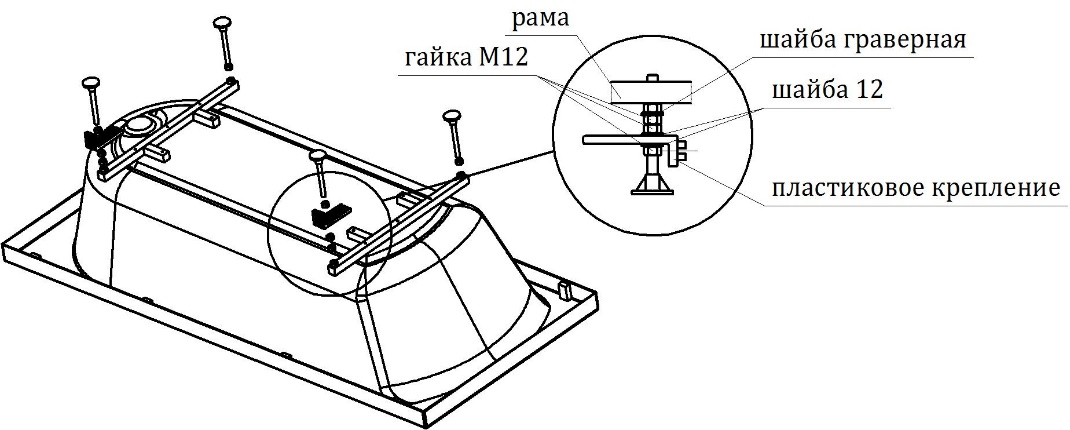 рама
гайка М12
шайба граверная
шайба 12
пластиковое крепление